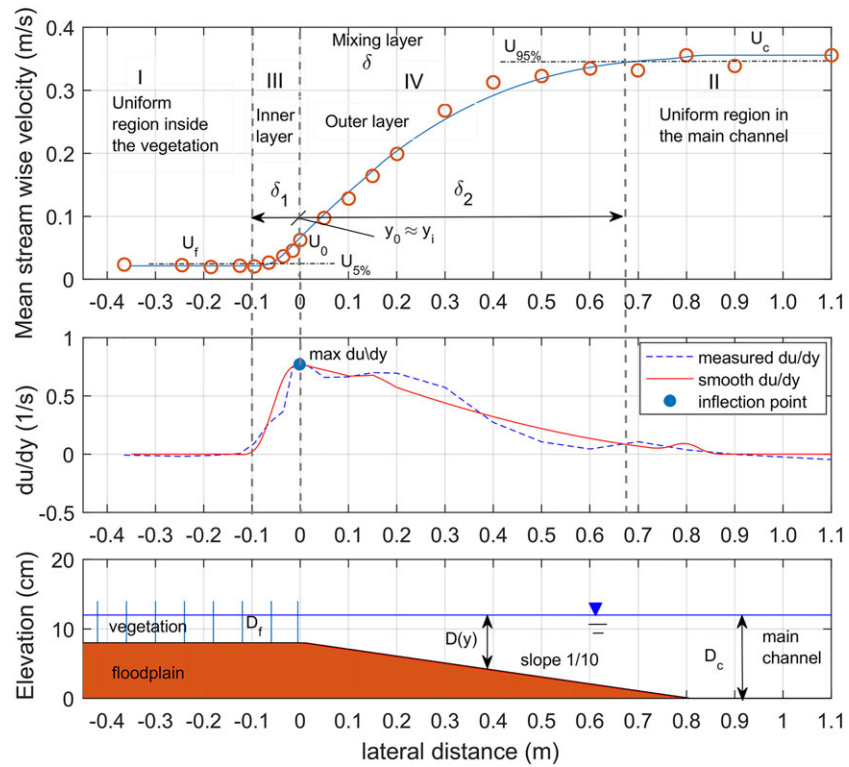 Mean stream wise velocity (m/s)
0.4
0.3
0.2
0.1
0
I
Uniform
region inside
the vegetation
III
Inner
layer
Mixing layer
δ
IV
Outer layer
U95%
Uc
II
Uniform region in
the main channel
δ1
δ2
y0 ≈ yi
Uf
U0
U5%
-0.4 -0.3 -0.2 -0.1 0 0.1 0.2 0.3 0.4 0.5 0.6 0.7 0.8 0.9 1.0 1.1
du/dy (1/s)
1
0.5
0
-0.5
max du\dy
measured du/dy
smooth du/dy
inflection point
-0.4 -0.3 -0.2 -0.1 0 0.1 0.2 0.3 0.4 0.5 0.6 0.7 0.8 0.9 1.0 1.1
Elevation (cm)
20
10
0
vegetation
Df
floodplain
D(y)
slope 1/10
Dc
main
channel
-0.4 -0.3 -0.2 -0.1 0 0.1 0.2 0.3 0.4 0.5 0.6 0.7 0.8 0.9 1.0 1.1
lateral distance (m)